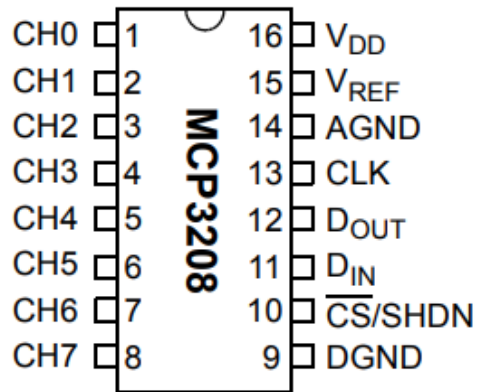 CH0 1 16 VDD
CH1 2 15 VREF
CH2 3 14 AGND
CH3 4 13 CLK
CH4 5 12 DOUT
CH5 6 11 DIN
CH6 7 10 C̅S̅/SHDN
CH7 8 9 DGND
MCP3208